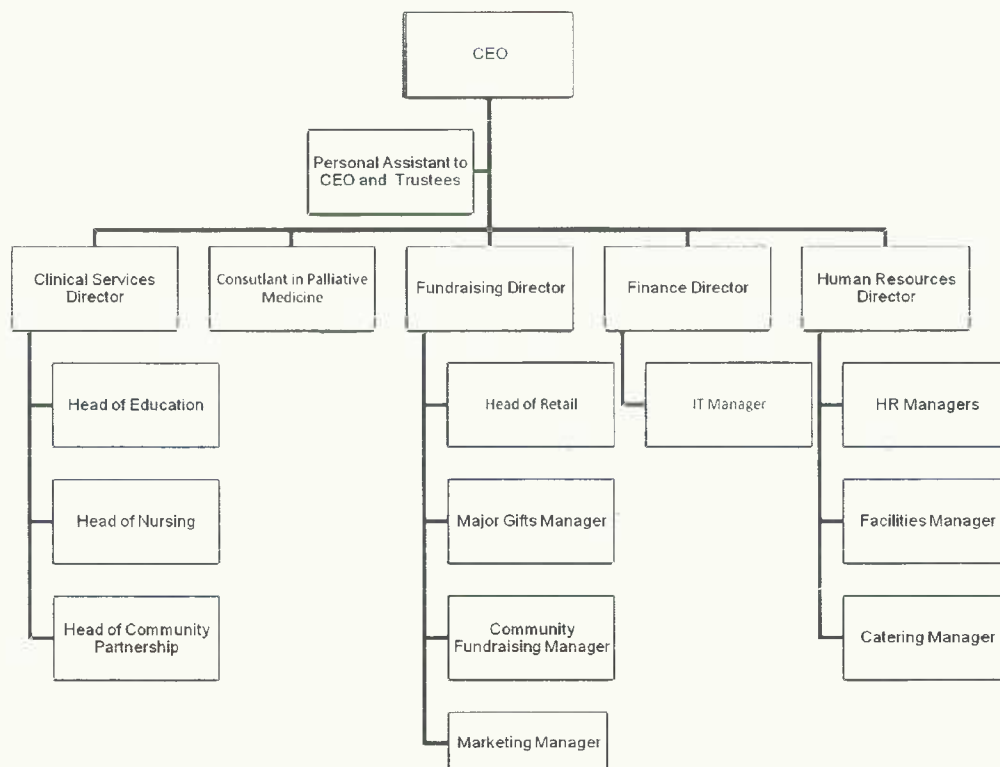 CEO
Personal Assistant to
CEO and Trustees
Clinical Services
Director
Consutlant in Palliative
Medicine
Fundraising Director
Finance Director
Human Resources
Director
Head of Education
Head of Retail
IT Manager
HR Managers
Head of Nursing
Major Gifts Manager
Facilities Manager
Head of Community
Partnership
Community
Fundraising Manager
Catering Manager
Marketing Manager